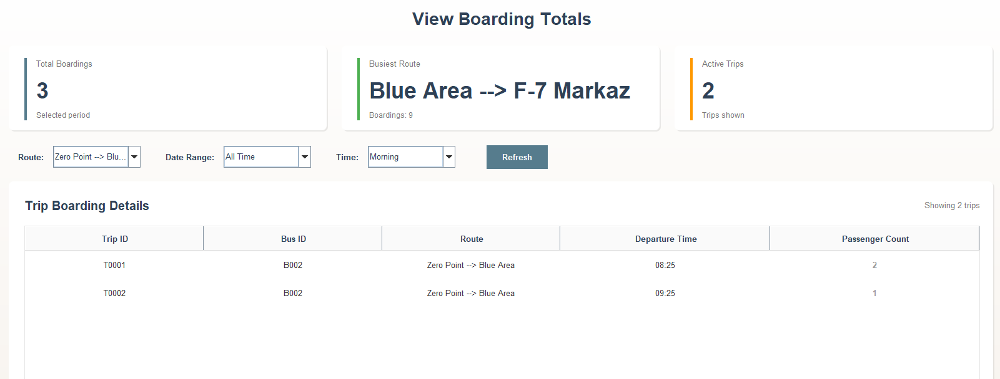 View Boarding Totals
Total Boardings
3
Selected period
Busiest Route
Blue Area --> F-7 Markaz
Boardings: 9
Active Trips
2
Trips shown
Route: Zero Point --> Blu... Date Range: All Time Time: Morning Refresh
Trip Boarding Details Showing 2 trips
Trip ID Bus ID Route Departure Time Passenger Count
T0001 B002 Zero Point --> Blue Area 08:25 2
T0002 B002 Zero Point --> Blue Area 09:25 1